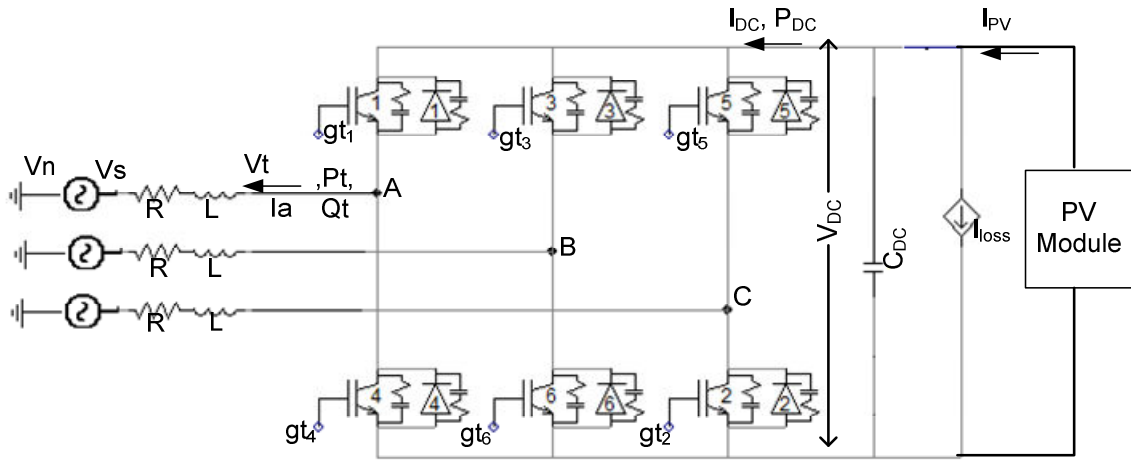 I_DC, P_DC
I_PV
1
1
3
3
5
5
gt1
gt3
gt5
Vn
Vs
Vt
,Pt,
A
R
L
Ia
Qt
B
R
L
V_DC
C_DC
I_loss
PV
Module
C
R
L
4
4
6
6
2
2
gt4
gt6
gt2